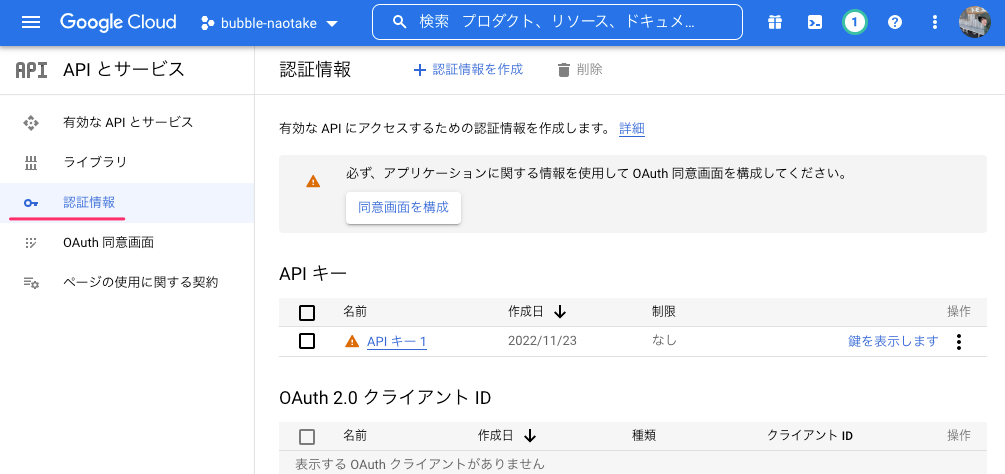 Google Cloud
bubble-naotake
検索 プロダクト、リソース、ドキュメ...
1
API API とサービス
認証情報
認証情報を作成
削除
有効な API とサービス
ライブラリ
認証情報
OAuth 同意画面
ページの使用に関する契約
有効な API にアクセスするための認証情報を作成します。 詳細
必ず、アプリケーションに関する情報を使用して OAuth 同意画面を構成してください。
同意画面を構成
API キー
名前 作成日 制限 操作
API キー 1 2022/11/23 なし 鍵を表示します
OAuth 2.0 クライアント ID
名前 作成日 種類 クライアント ID 操作
表示する OAuth クライアントがありません